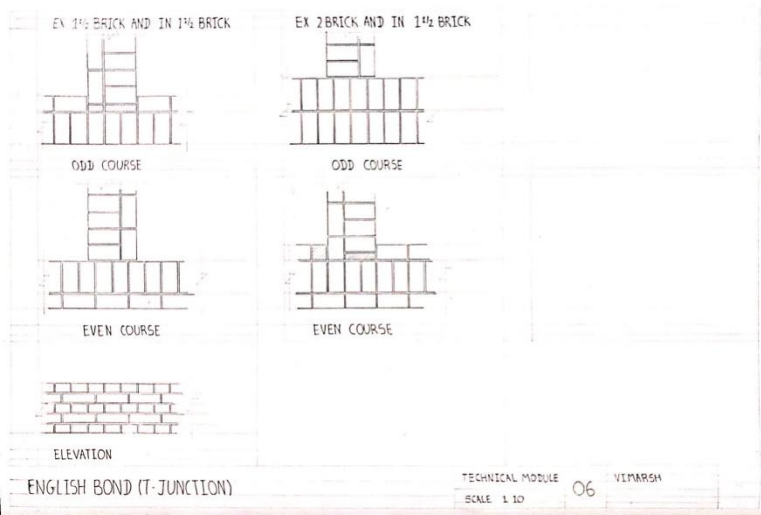 EX 1½ BRICK AND IN 1½ BRICK
EX 2 BRICK AND IN 1½ BRICK
ODD COURSE
ODD COURSE
EVEN COURSE
EVEN COURSE
ELEVATION
ENGLISH BOND (T-JUNCTION)
TECHNICAL MODULE
SCALE 1 10
06
VIMARSH